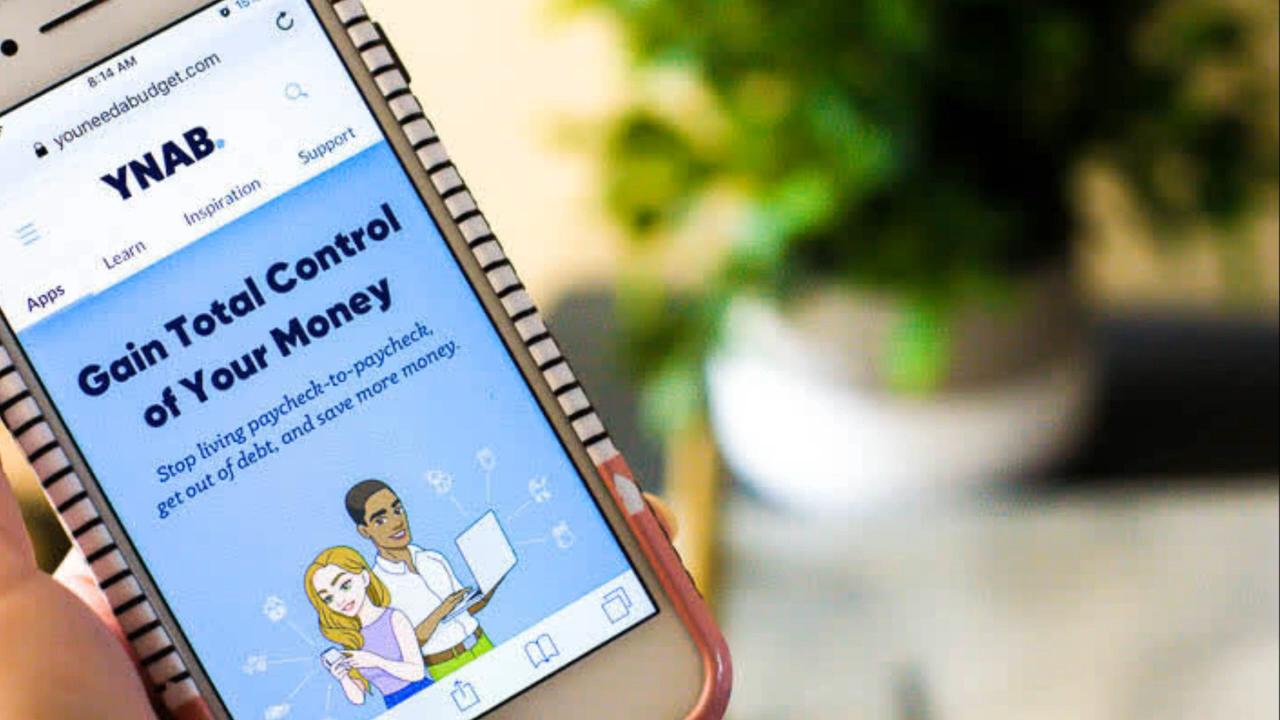 8:14 AM
youneedabudget.com
YNAB.
Apps Learn Inspiration Support
Gain Total Control
of Your Money
Stop living paycheck-to-paycheck,
get out of debt, and save more money.